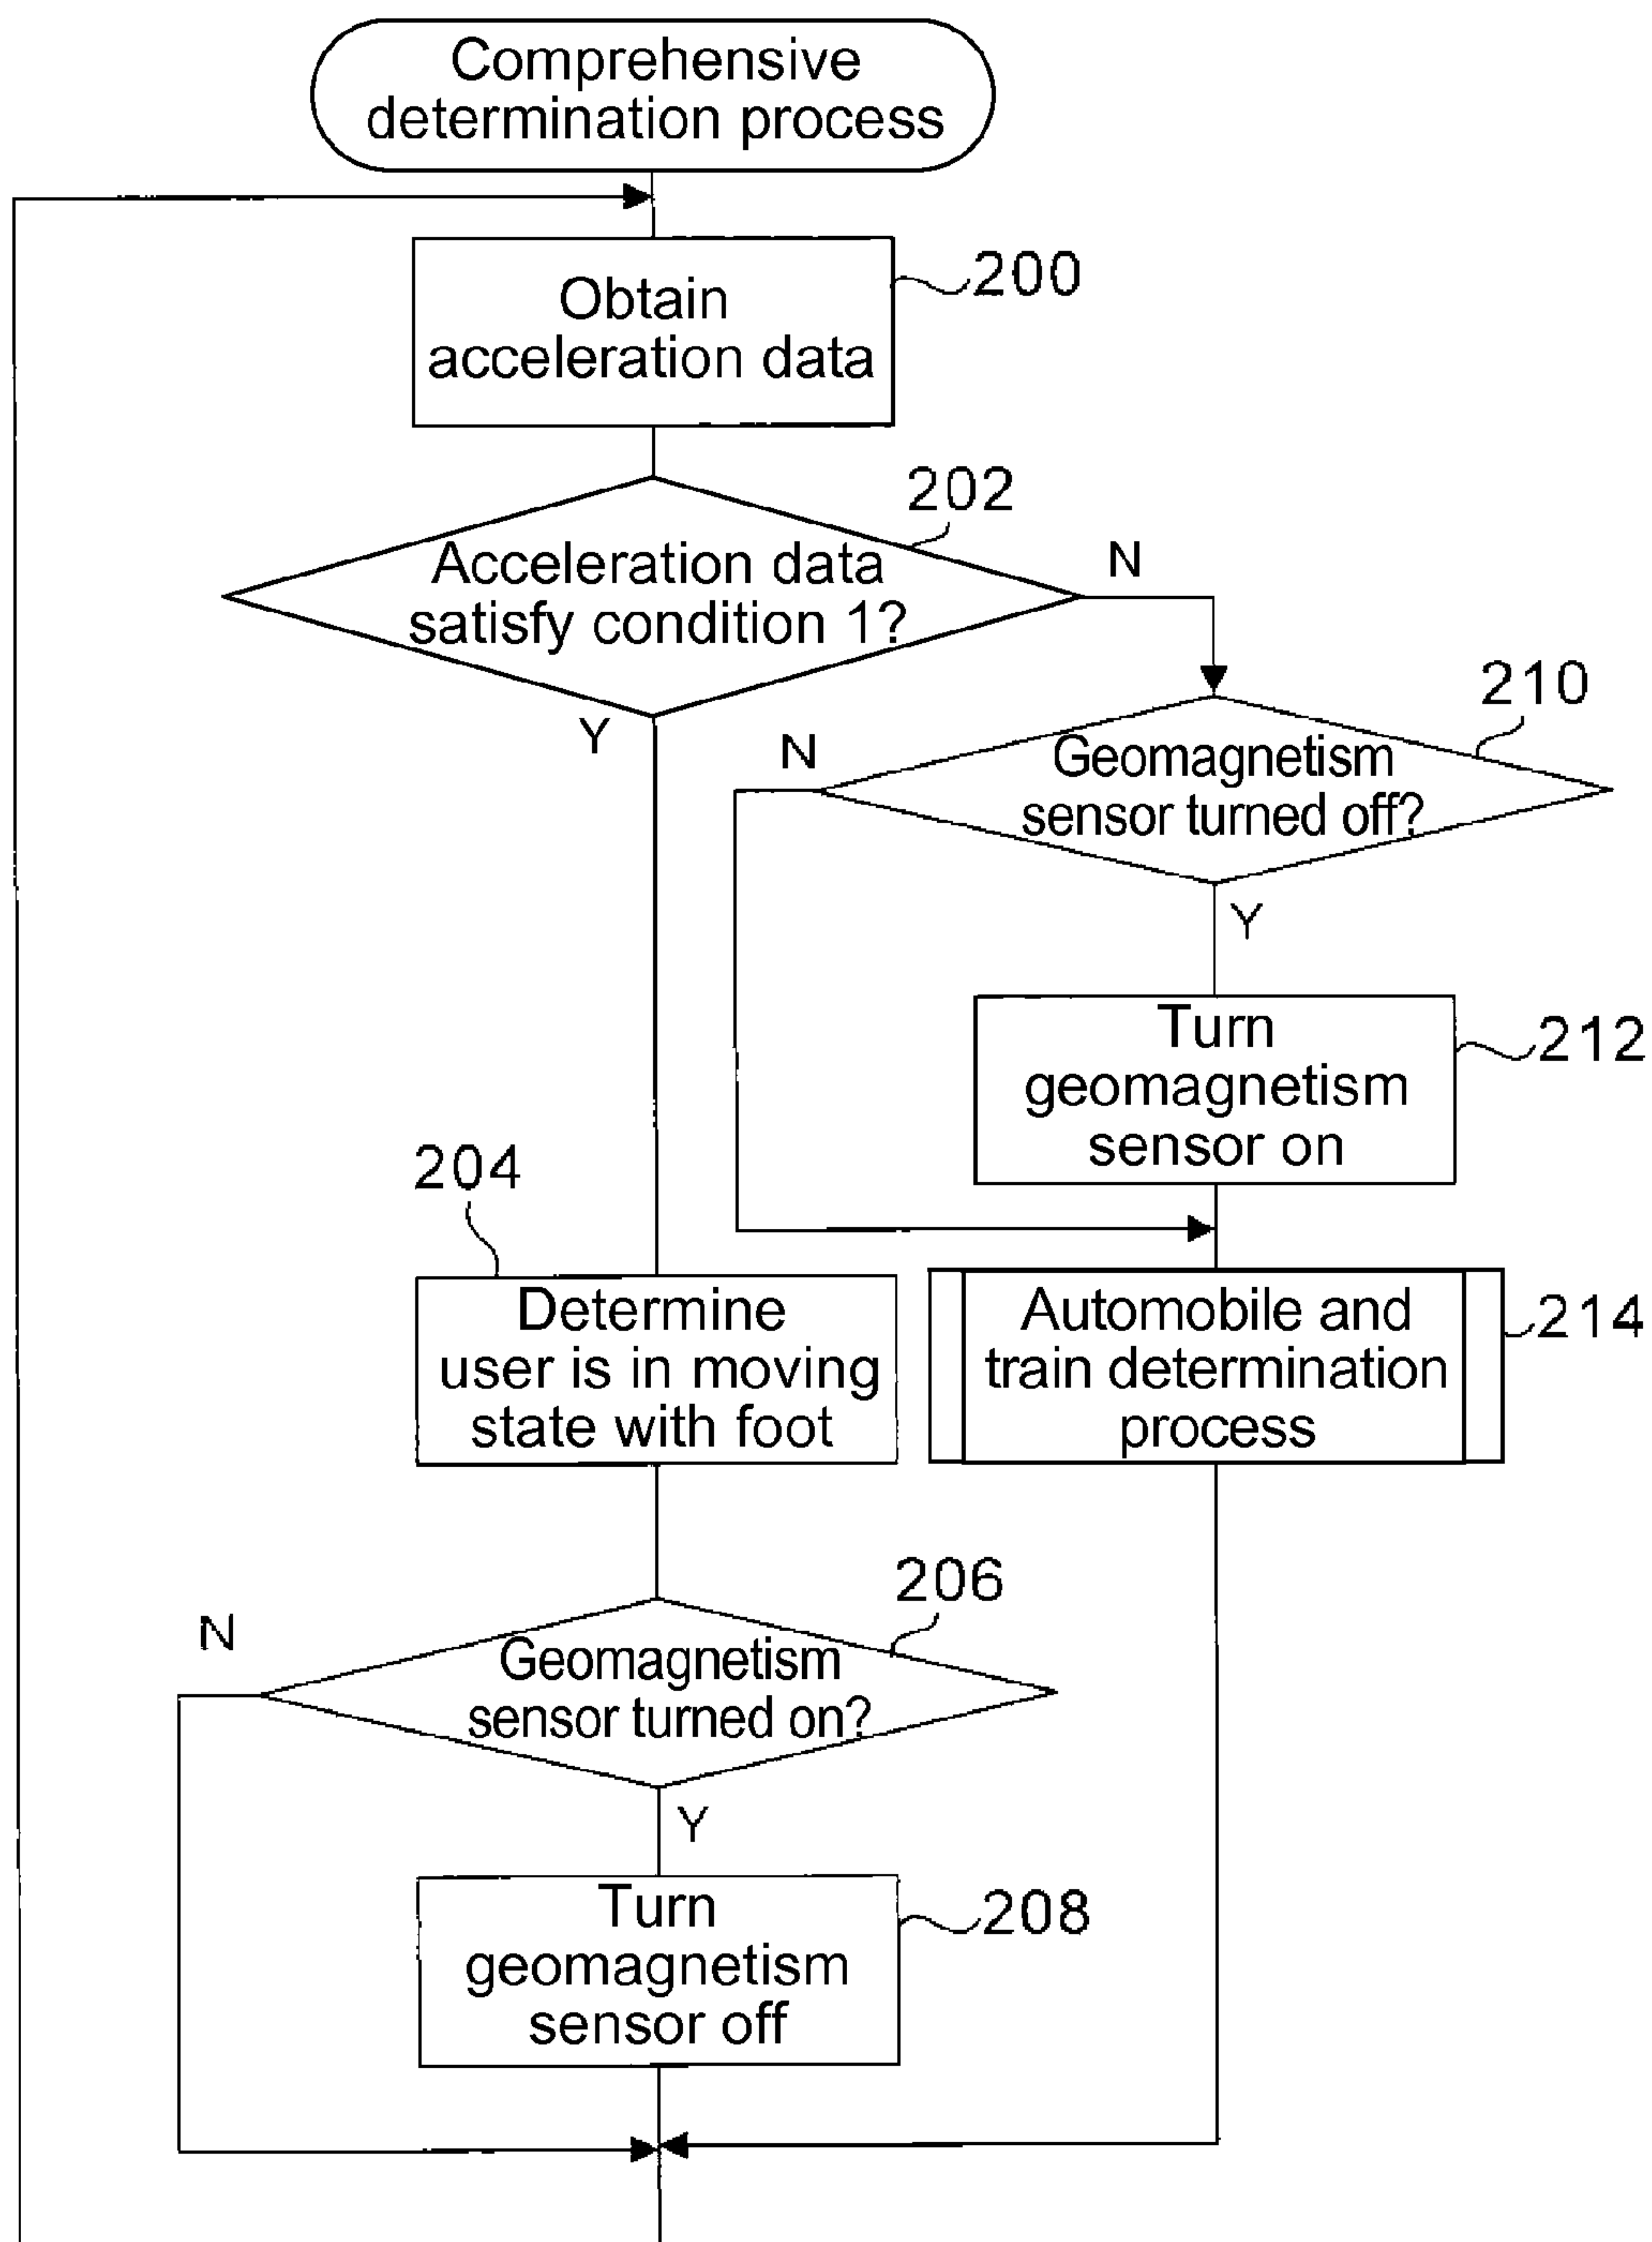 Comprehensive
determination process
Obtain
acceleration data
200
Acceleration data
satisfy condition 1?
202
N
Y
Geomagnetism
sensor turned off?
210
N
Y
Turn
geomagnetism
sensor on
212
204
Determine
user is in moving
state with foot
Automobile and
train determination
process
214
206
N
Geomagnetism
sensor turned on?
Y
Turn
geomagnetism
sensor off
208